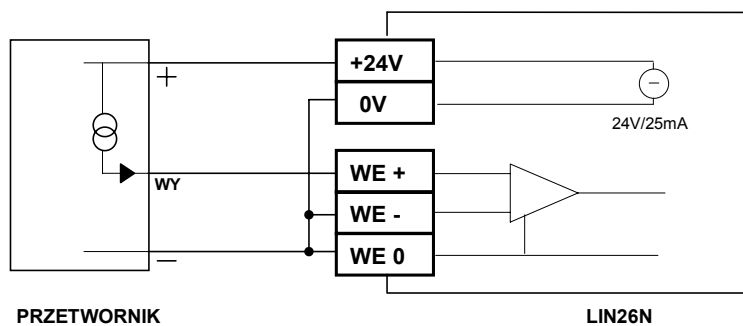 +24V
+
0V
24V/25mA
WE +
WY
WE -
WE 0
—
PRZETWORNIK
LIN26N